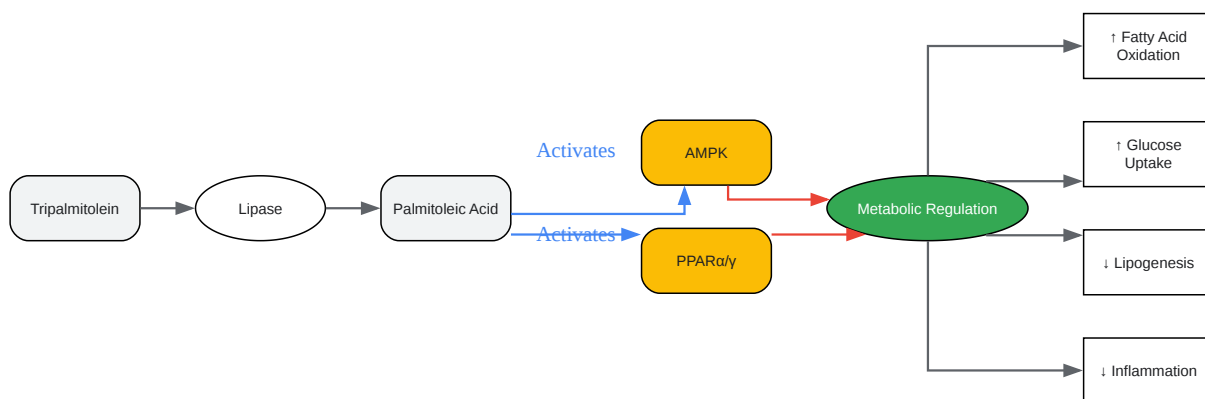 Tripalmitolein
Lipase
Palmitoleic Acid
Activates
Activates
AMPK
PPARα/γ
Metabolic Regulation
↑ Fatty Acid
Oxidation
↑ Glucose
Uptake
↓ Lipogenesis
↓ Inflammation